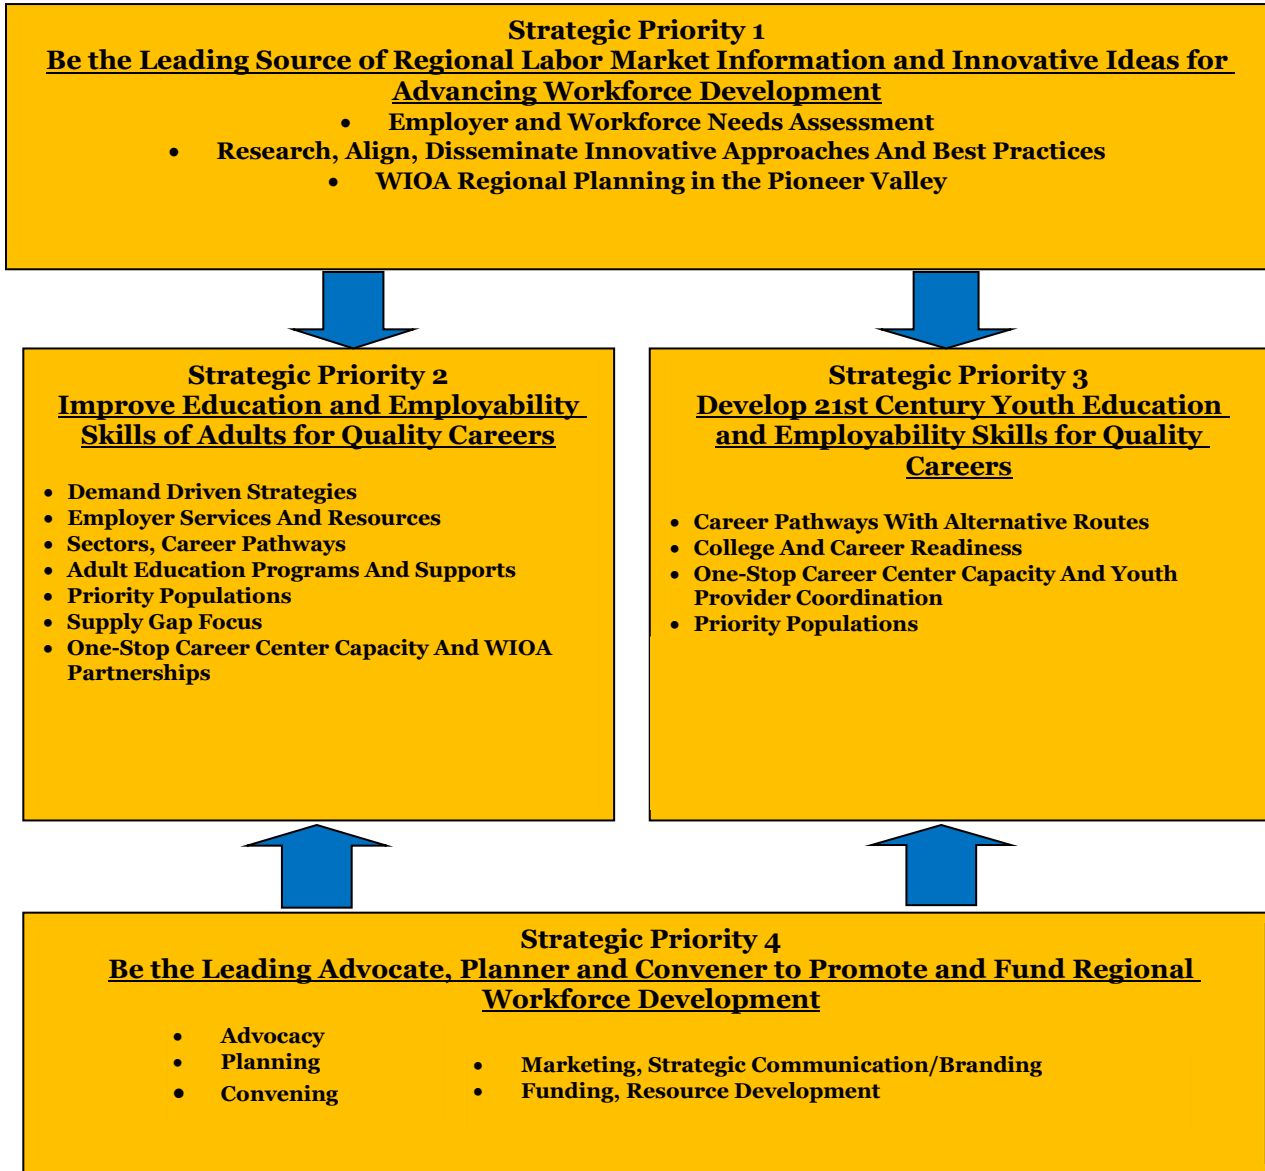 Strategic Priority 1
Be the Leading Source of Regional Labor Market Information and Innovative Ideas for
Advancing Workforce Development
• Employer and Workforce Needs Assessment
• Research, Align, Disseminate Innovative Approaches And Best Practices
• WIOA Regional Planning in the Pioneer Valley
Strategic Priority 2
Improve Education and Employability
Skills of Adults for Quality Careers
• Demand Driven Strategies
• Employer Services And Resources
• Sectors, Career Pathways
• Adult Education Programs And Supports
• Priority Populations
• Supply Gap Focus
• One-Stop Career Center Capacity And WIOA
Partnerships
Strategic Priority 3
Develop 21st Century Youth Education
and Employability Skills for Quality
Careers
• Career Pathways With Alternative Routes
• College And Career Readiness
• One-Stop Career Center Capacity And Youth
Provider Coordination
• Priority Populations
Strategic Priority 4
Be the Leading Advocate, Planner and Convener to Promote and Fund Regional
Workforce Development
• Advocacy
• Planning
• Convening
• Marketing, Strategic Communication/Branding
• Funding, Resource Development